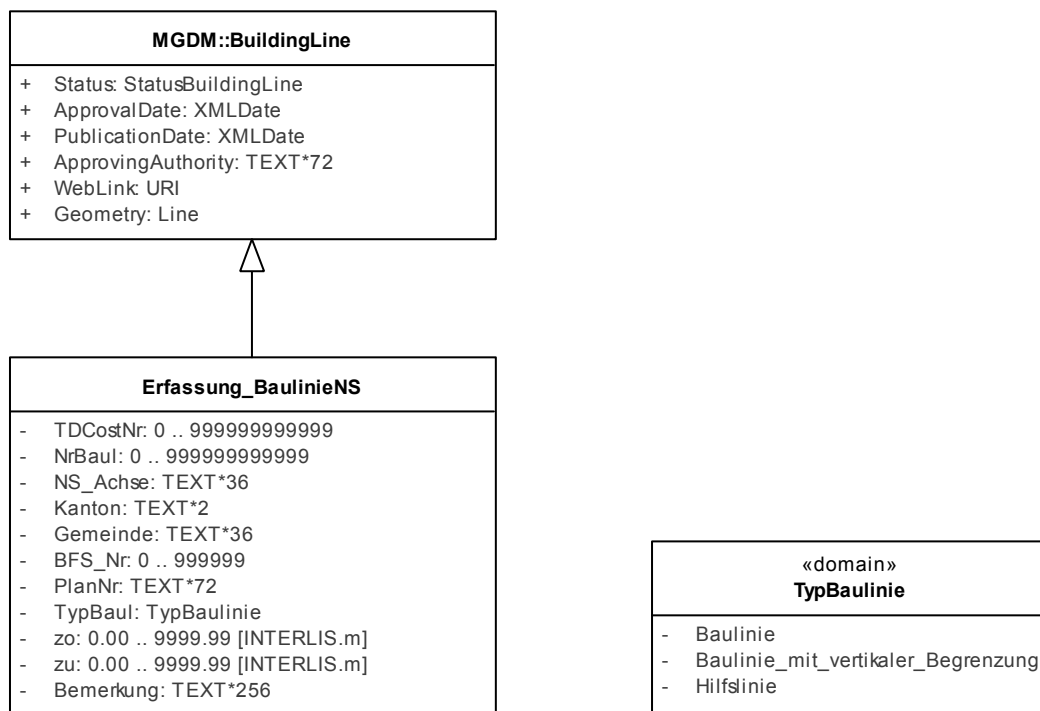 MGDM::BuildingLine
+ Status: StatusBuildingLine
+ ApprovalDate: XMLDate
+ PublicationDate: XMLDate
+ ApprovingAuthority: TEXT*72
+ WebLink: URI
+ Geometry: Line
Erfassung_BaulinieNS
- TDCostNr: 0 .. 999999999999
- NrBaul: 0 .. 999999999999
- NS_Achse: TEXT*36
- Kanton: TEXT*2
- Gemeinde: TEXT*36
- BFS_Nr: 0 .. 999999
- PlanNr: TEXT*72
- TypBaul: TypBaulinie
- zo: 0.00 .. 9999.99 [INTERLIS.m]
- zu: 0.00 .. 9999.99 [INTERLIS.m]
- Bemerkung: TEXT*256
«domain»
TypBaulinie
- Baulinie
- Baulinie_mit_vertikaler_Begrenzung
- Hilfslinie